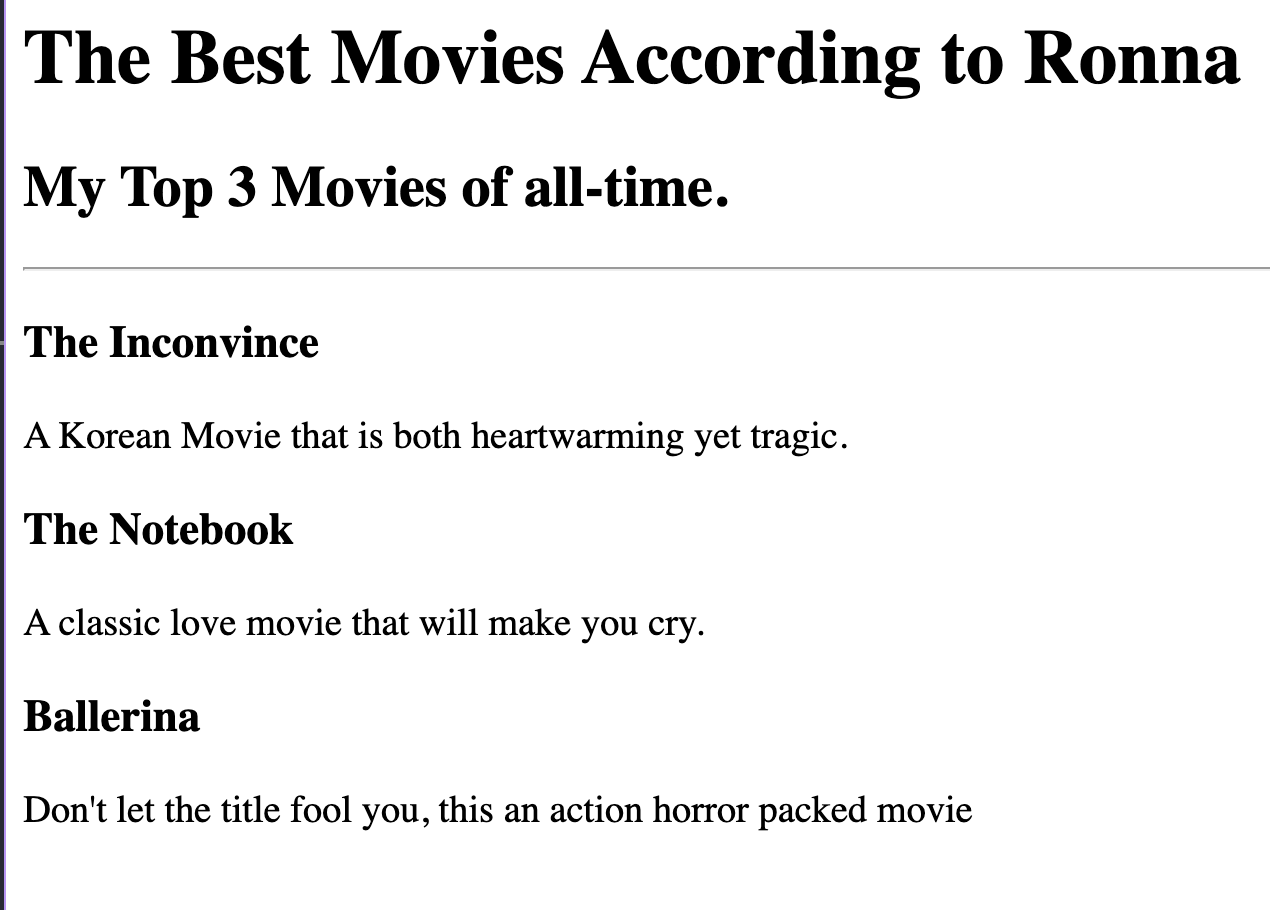 The Best Movies According to Ronna
My Top 3 Movies of all-time.
The Inconvince
A Korean Movie that is both heartwarming yet tragic.
The Notebook
A classic love movie that will make you cry.
Ballerina
Don't let the title fool you, this an action horror packed movie